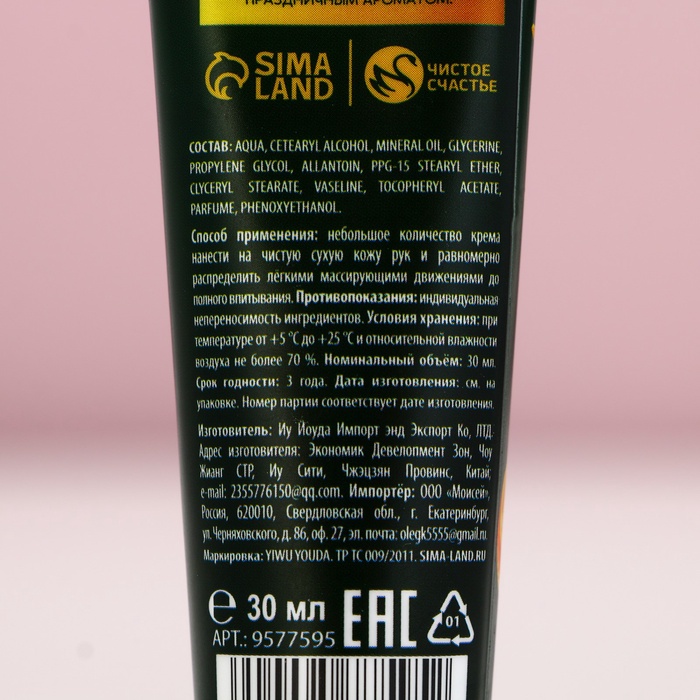 ПРАЗДНИЧНЫМ АРОМАТОМ.
SIMA LAND
ЧИСТОЕ СЧАСТЬЕ
СОСТАВ: AQUA, CETEARYL ALCOHOL, MINERAL OIL, GLYCERINE,
PROPYLENE GLYCOL, ALLANTOIN, PPG-15 STEARYL ETHER,
GLYCERYL STEARATE, VASELINE, TOCOPHERYL ACETATE,
PARFUME, PHENOXYETHANOL.
Способ применения: небольшое количество крема
нанести на чистую сухую кожу рук и равномерно
распределить лёгкими массирующими движениями до
полного впитывания. Противопоказания: индивидуальная
непереносимость ингредиентов. Условия хранения: при
температуре от +5 °C до +25 °C и относительной влажности
воздуха не более 70 %. Номинальный объём: 30 мл.
Срок годности: 3 года. Дата изготовления: см. на
упаковке. Номер партии соответствует дате изготовления.
Изготовитель: Иу Йоуда Импорт энд Экспорт Ко, ЛТД.
Адрес изготовителя: Экономик Девелопмент Зон, Чоу
Жианг СТР, Иу Сити, Чжэцзян Провинс, Китай;
e-mail: 2355776150@qq.com. Импортёр: ООО «Моисей»,
Россия, 620010, Свердловская обл., г. Екатеринбург,
ул. Черняховского, д. 86, оф. 27, эл. почта: olegk5555@gmail.ru.
Маркировка: YIWU YOUDA. ТР ТС 009/2011. SIMA-LAND.RU
℮ 30 мл EAC 01
АРТ.: 9577595